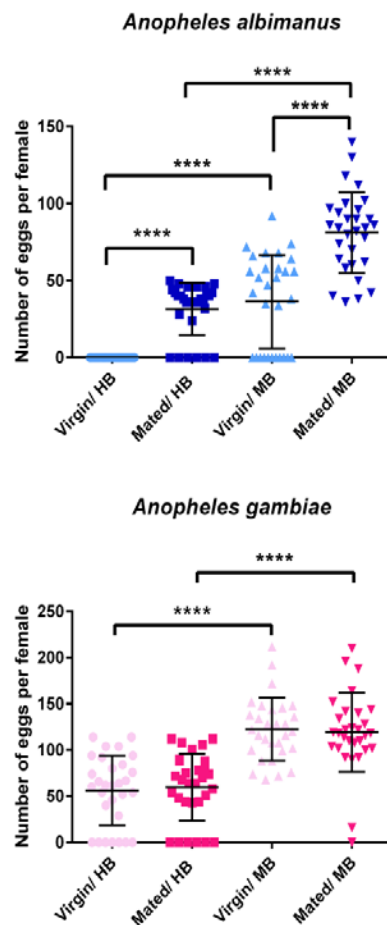 Anopheles albimanus
****
****
****
****
Number of eggs per female
150
100
50
0
Virgin/ HB
Mated/ HB
Virgin/ MB
Mated/ MB
Anopheles gambiae
****
****
Number of eggs per female
250
200
150
100
50
0
Virgin/ HB
Mated/ HB
Virgin/ MB
Mated/ MB